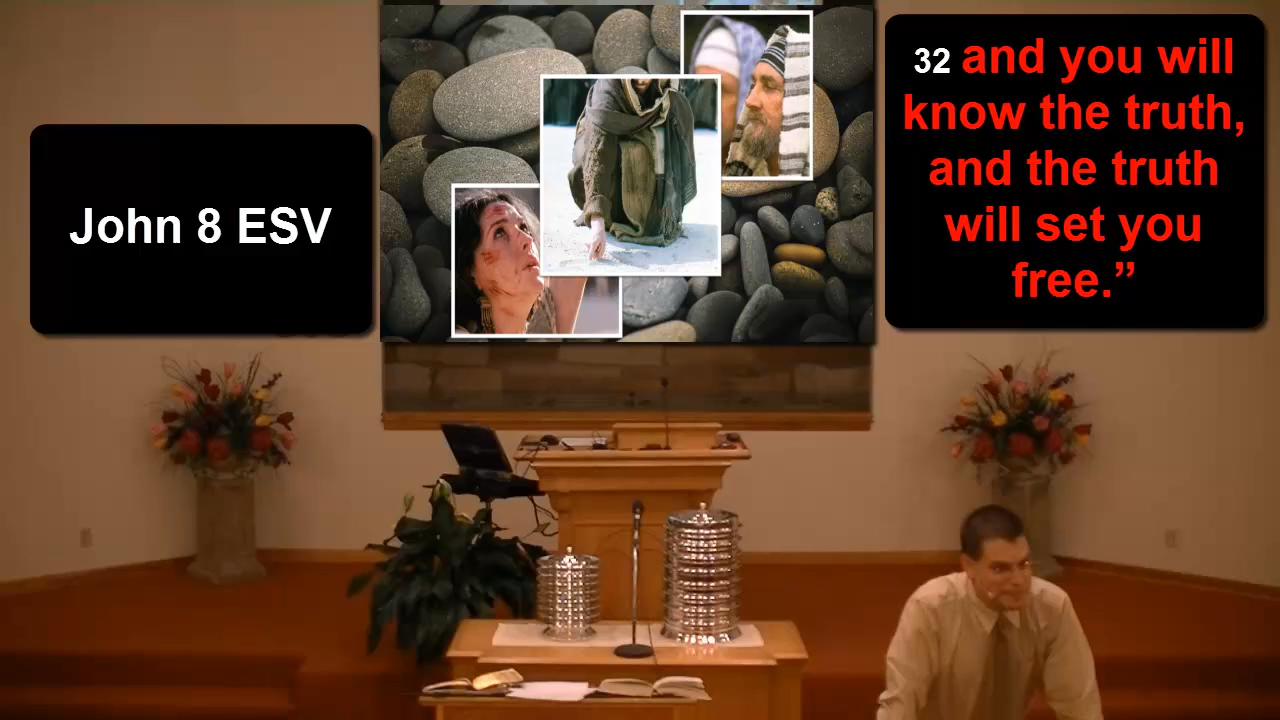 John 8 ESV
32 and you will
know the truth,
and the truth
will set you
free.”